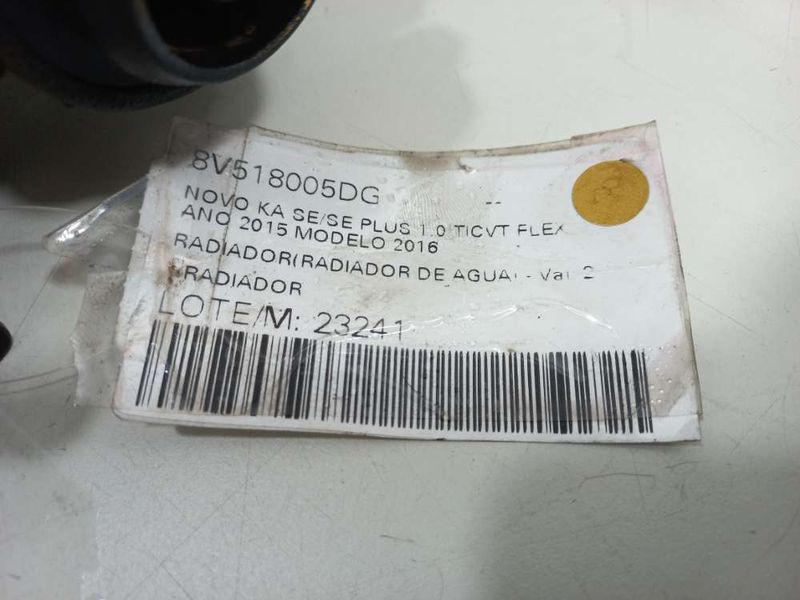 8V518005DG --
NOVO KA SE/SE PLUS 1.0 TICVT FLEX
ANO 2015 MODELO 2016
RADIADOR(RADIADOR DE AGUA) - Var 2
RADIADOR
LOTE/M: 23241